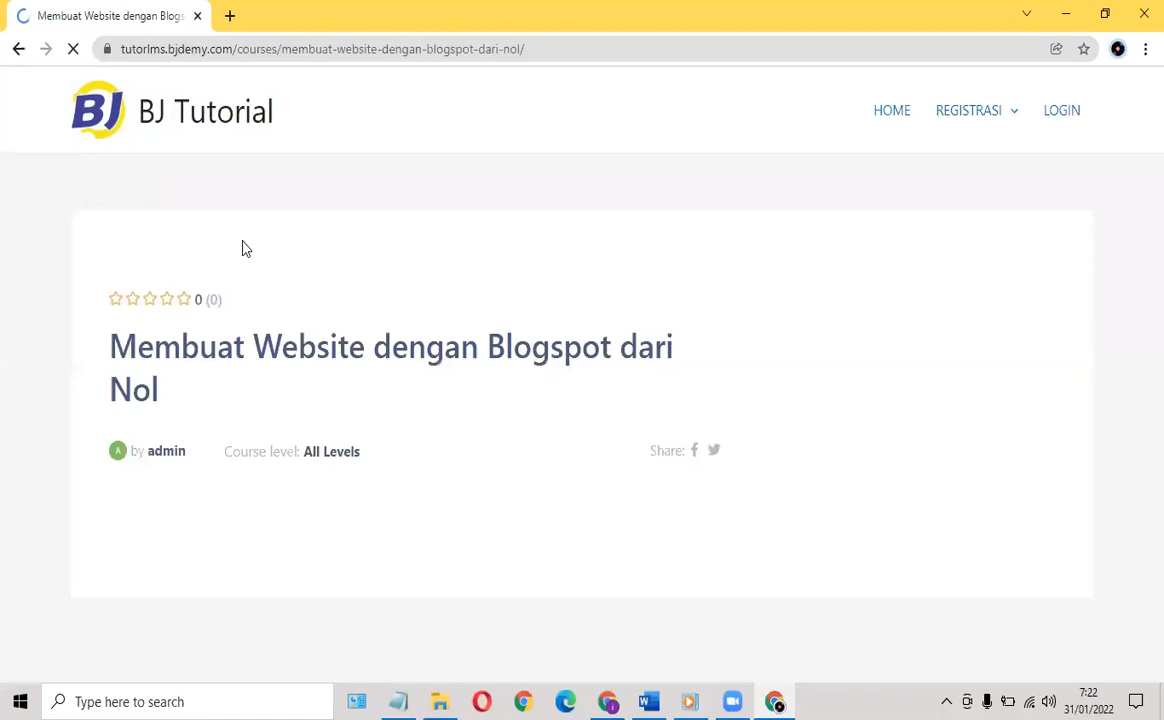 Membuat Website dengan Blogs
tutorlms.bjdemy.com/courses/membuat-website-dengan-blogspot-dari-nol/
BJ BJ Tutorial
HOME REGISTRASI LOGIN
0 (0)
Membuat Website dengan Blogspot dari
Nol
A by admin Course level: All Levels Share:
Type here to search
7:22
31/01/2022